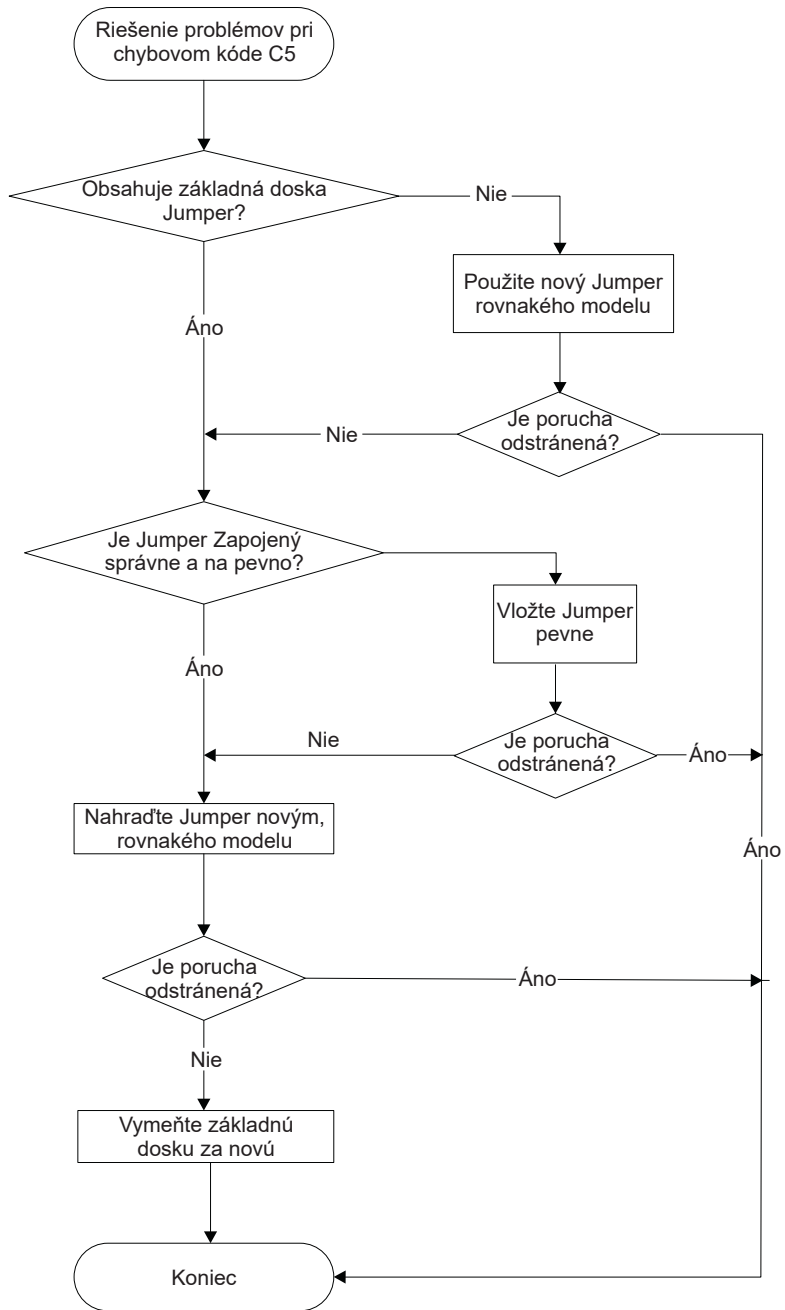 Riešenie problémov pri
chybovom kóde C5
Obsahuje základná doska
Jumper?
Nie
Použite nový Jumper
rovnakého modelu
Áno
Je porucha
odstránená?
Nie
Je Jumper Zapojený
správne a na pevno?
Vložte Jumper
pevne
Áno
Je porucha
odstránená?
Nie
Áno
Nahraďte Jumper novým,
rovnakého modelu
Áno
Je porucha
odstránená?
Áno
Nie
Vymeňte základnú
dosku za novú
Koniec